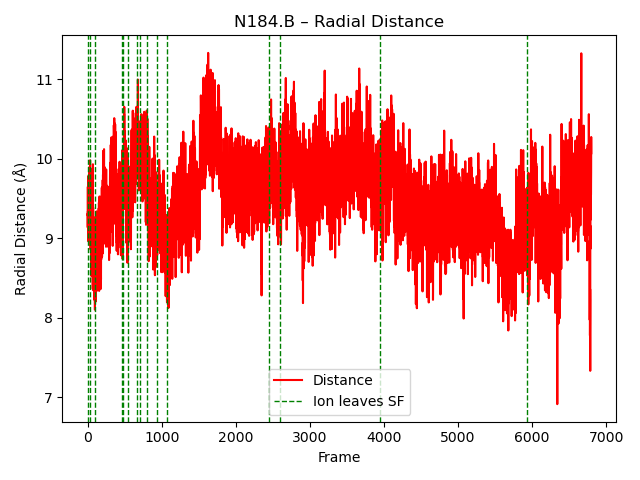 N184.B – Radial Distance
Radial Distance (Å)
11
10
9
8
7
Distance
Ion leaves SF
0 1000 2000 3000 4000 5000 6000 7000
Frame